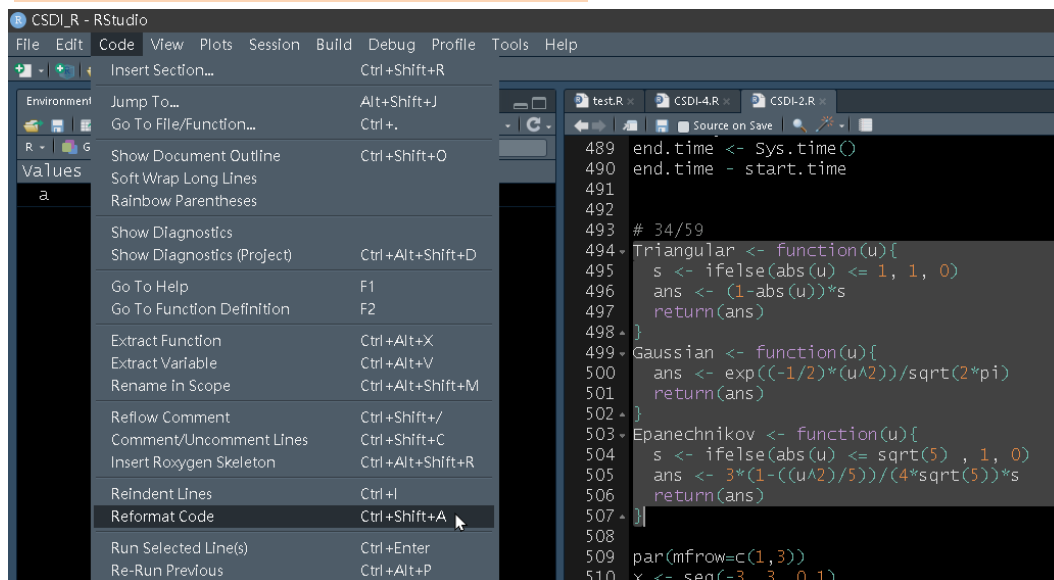 CSDI_R - RStudio
File Edit Code View Plots Session Build Debug Profile Tools Help
Insert Section... Ctrl+Shift+R
Jump To... Alt+Shift+J
Go To File/Function... Ctrl+.
Show Document Outline Ctrl+Shift+O
Soft Wrap Long Lines
Rainbow Parentheses
Show Diagnostics
Show Diagnostics (Project) Ctrl+Alt+Shift+D
Go To Help F1
Go To Function Definition F2
Extract Function Ctrl+Alt+X
Extract Variable Ctrl+Alt+V
Rename in Scope Ctrl+Alt+Shift+M
Reflow Comment Ctrl+Shift+/
Comment/Uncomment Lines Ctrl+Shift+C
Insert Roxygen Skeleton Ctrl+Alt+Shift+R
Reindent Lines Ctrl+I
Reformat Code Ctrl+Shift+A
Run Selected Line(s) Ctrl+Enter
Re-Run Previous Ctrl+Alt+P
Environment
R G
Values
a
test.R CSDI-4.R CSDI-2.R
Source on Save
489 end.time <- Sys.time()
490 end.time - start.time
491
492
493 # 34/59
494 Triangular <- function(u){
495 s <- ifelse(abs(u) <= 1, 1, 0)
496 ans <- (1-abs(u))*s
497 return(ans)
498 }
499 Gaussian <- function(u){
500 ans <- exp((-1/2)*(u^2))/sqrt(2*pi)
501 return(ans)
502 }
503 Epanechnikov <- function(u){
504 s <- ifelse(abs(u) <= sqrt(5) , 1, 0)
505 ans <- 3*(1-((u^2)/5))/(4*sqrt(5))*s
506 return(ans)
507 }
508
509 par(mfrow=c(1,3))
510 x <- seq(-3, 3, 0.1)